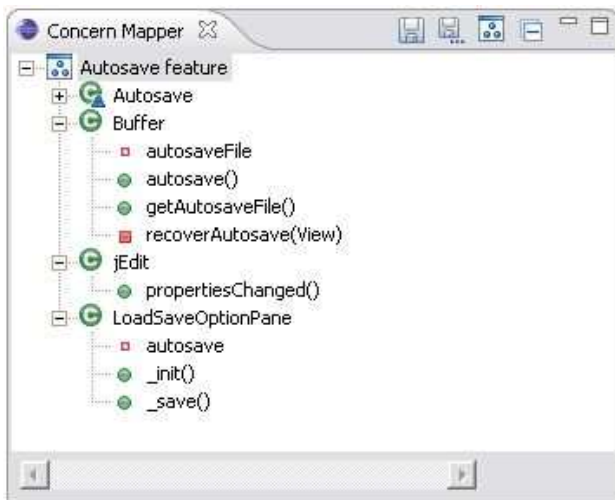 Concern Mapper
Autosave feature
Autosave
Buffer
autosaveFile
autosave()
getAutosaveFile()
recoverAutosave(View)
jEdit
propertiesChanged()
LoadSaveOptionPane
autosave
_init()
_save()